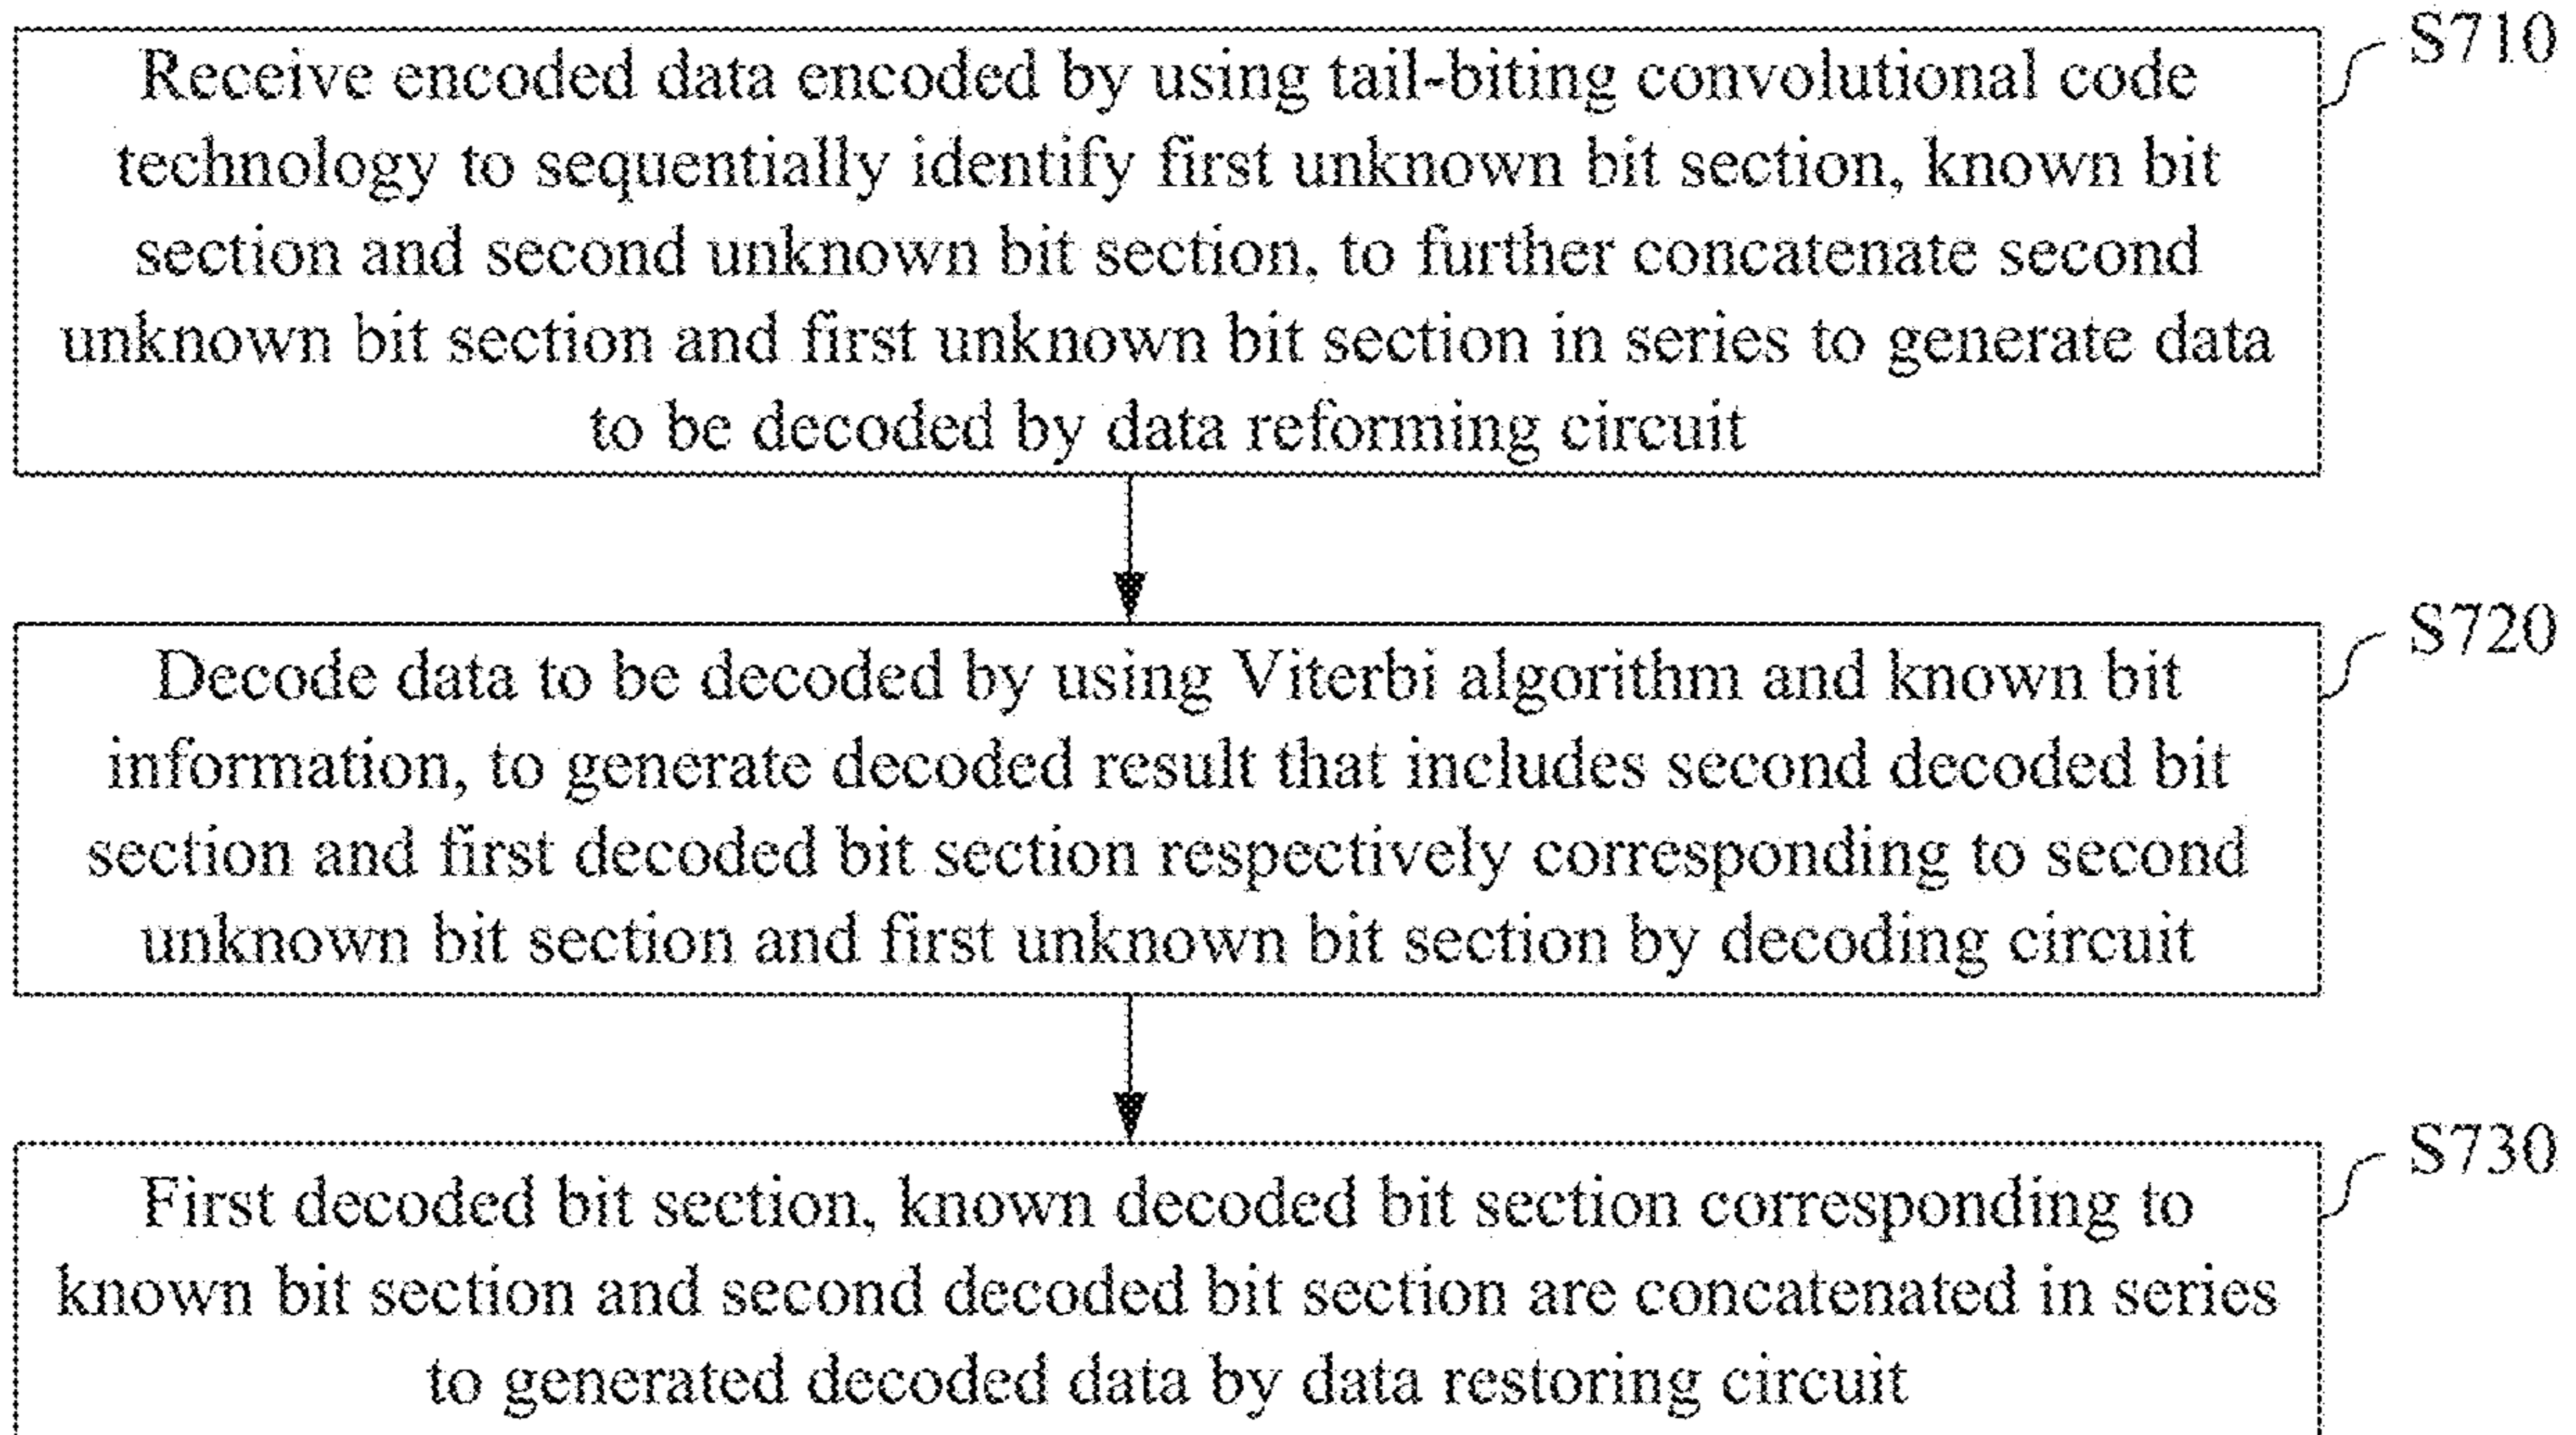 S710
Receive encoded data encoded by using tail-biting convolutional code
technology to sequentially identify first unknown bit section, known bit
section and second unknown bit section, to further concatenate second
unknown bit section and first unknown bit section in series to generate data
to be decoded by data reforming circuit
S720
Decode data to be decoded by using Viterbi algorithm and known bit
information, to generate decoded result that includes second decoded bit
section and first decoded bit section respectively corresponding to second
unknown bit section and first unknown bit section by decoding circuit
S730
First decoded bit section, known decoded bit section corresponding to
known bit section and second decoded bit section are concatenated in series
to generated decoded data by data restoring circuit